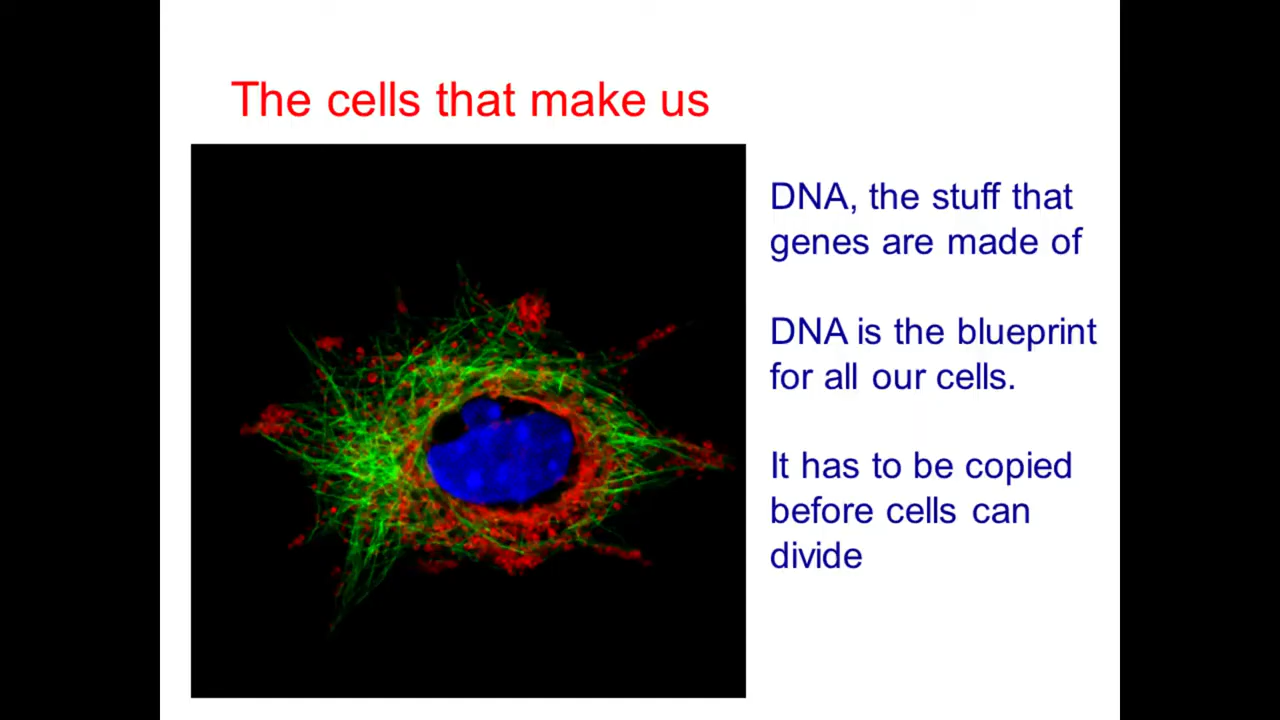 The cells that make us
DNA, the stuff that
genes are made of
DNA is the blueprint
for all our cells.
It has to be copied
before cells can
divide